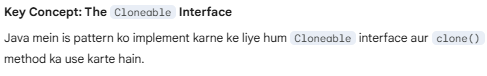 Key Concept: The Cloneable Interface
Java mein is pattern ko implement karne ke liye hum Cloneable interface aur clone()
method ka use karte hain.